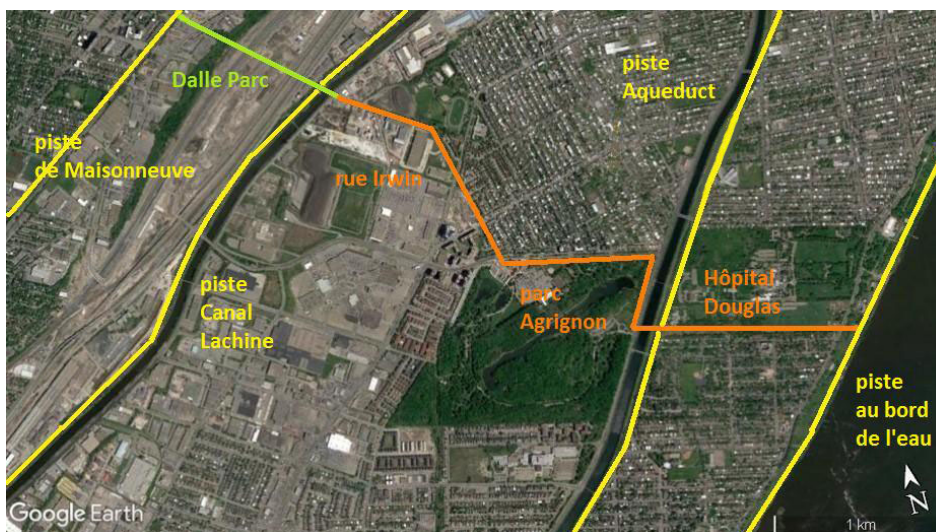 Dalle Parc
piste
Aqueduct
piste
de Maisonneuve
rue Irwin
piste
Canal
Lachine
parc
Agrignon
Hôpital
Douglas
piste
au bord
de l'eau
N
Google Earth
1 km